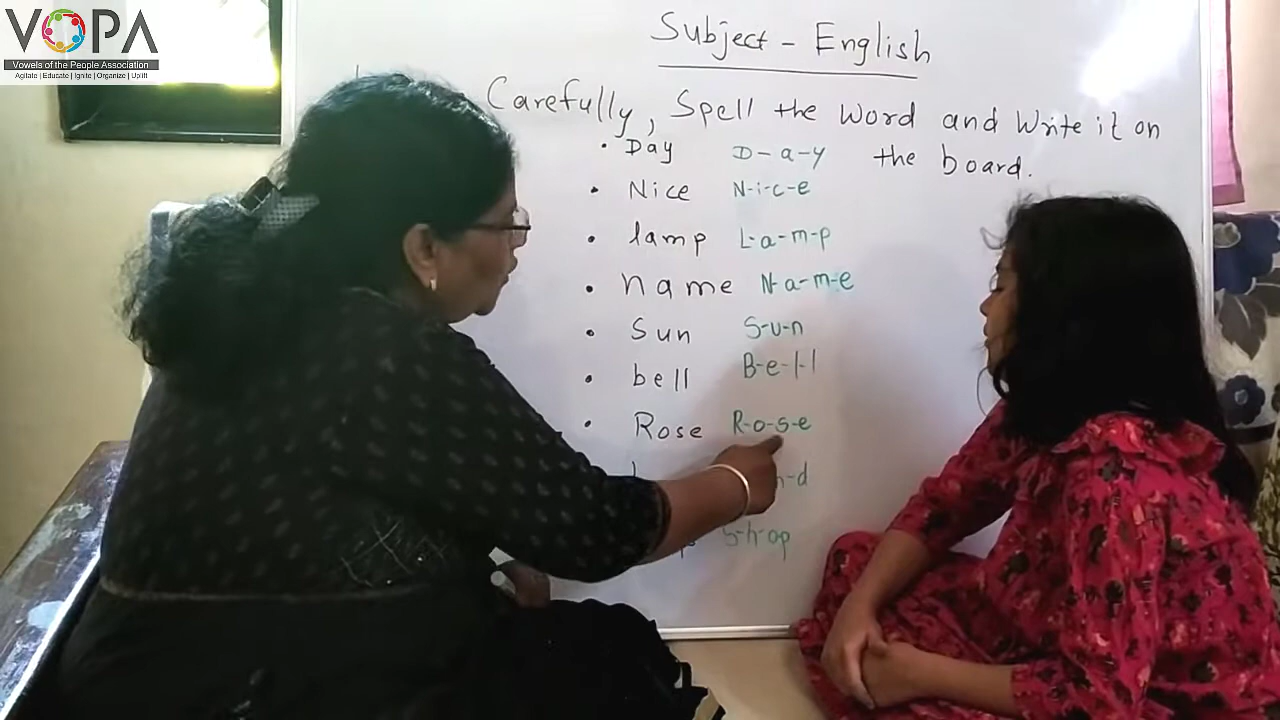 VOPA
Vowels of the People Association
Agitate | Educate | Ignite | Organize | Uplift
Subject - English
Carefully, Spell the Word and Write it on
the board.
• Day D-a-y
• Nice N-i-c-e
• lamp L-a-m-p
• name N-a-m-e
• Sun S-u-n
• bell B-e-l-l
• Rose R-o-s-e
-d
S-h-op